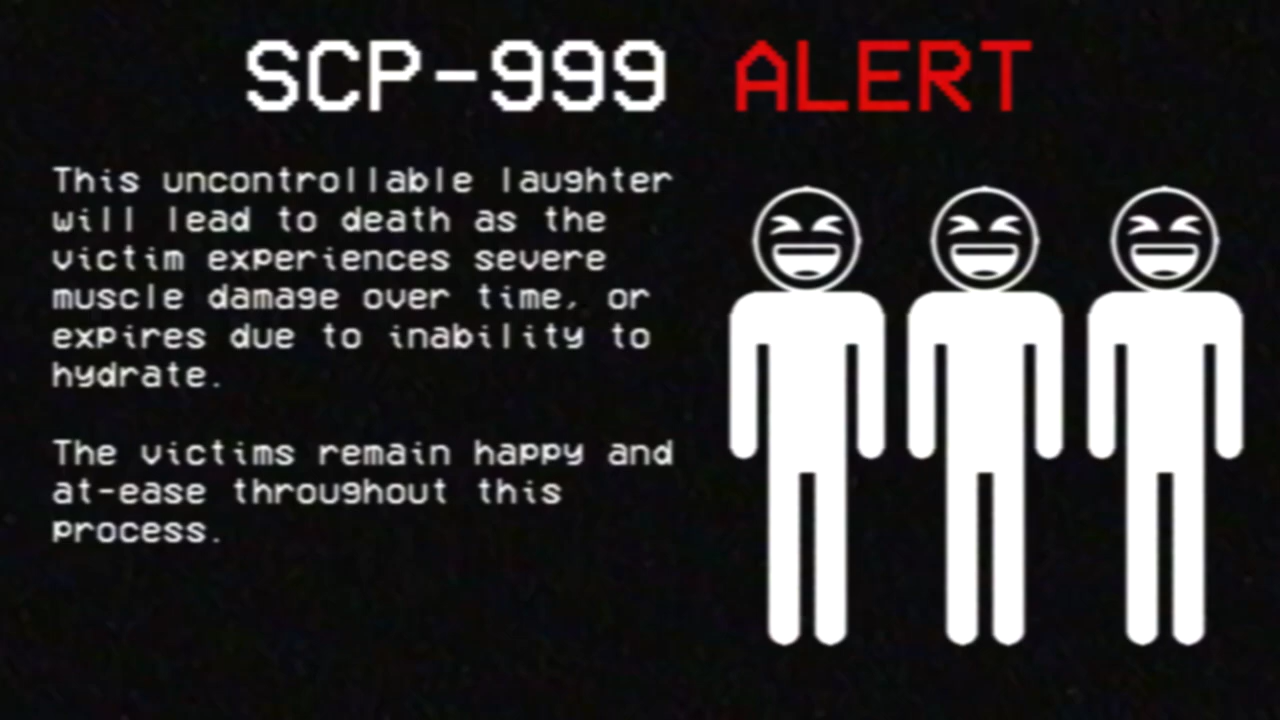 SCP-999 ALERT
This uncontrollable laughter
will lead to death as the
victim experiences severe
muscle damage over time, or
expires due to inability to
hydrate.
The victims remain happy and
at-ease throughout this
process.